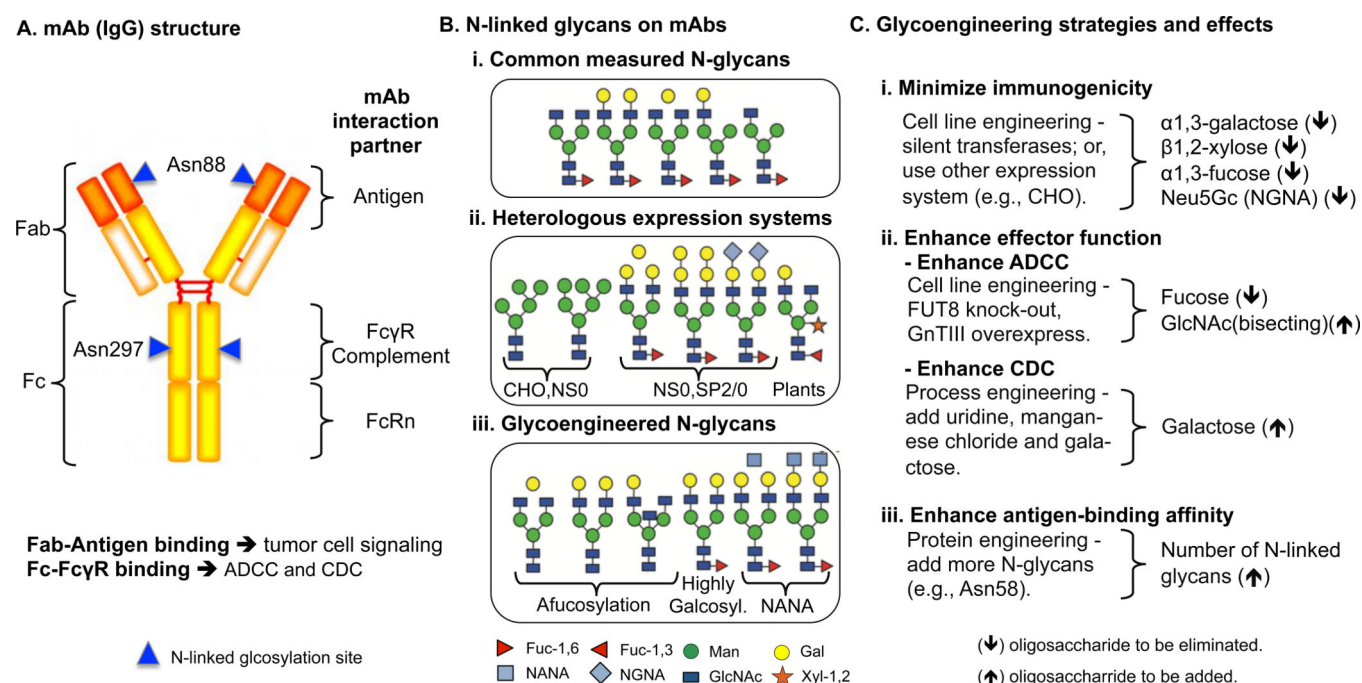 A. mAb (IgG) structure
mAb
interaction
partner
Asn88
Antigen
Fab
FcγR
Complement
Asn297
Fc
FcRn
Fab-Antigen binding ➔ tumor cell signaling
Fc-FcγR binding ➔ ADCC and CDC
N-linked glcosylation site
B. N-linked glycans on mAbs
i. Common measured N-glycans
ii. Heterologous expression systems
CHO,NS0
NS0,SP2/0
Plants
iii. Glycoengineered N-glycans
Afucosylation
Highly
Galcosyl.
NANA
Fuc-1,6
Fuc-1,3
Man
Gal
NANA
NGNA
GlcNAc
Xyl-1,2
C. Glycoengineering strategies and effects
i. Minimize immunogenicity
Cell line engineering -
silent transferases; or,
use other expression
system (e.g., CHO).
α1,3-galactose (🡫)
β1,2-xylose (🡫)
α1,3-fucose (🡫)
Neu5Gc (NGNA) (🡫)
ii. Enhance effector function
- Enhance ADCC
Cell line engineering -
FUT8 knock-out,
GnTIII overexpress.
Fucose (🡫)
GlcNAc(bisecting)(🡩)
- Enhance CDC
Process engineering -
add uridine, mangan-
ese chloride and gala-
ctose.
Galactose (🡩)
iii. Enhance antigen-binding affinity
Protein engineering -
add more N-glycans
(e.g., Asn58).
Number of N-linked
glycans (🡩)
(🡫) oligosaccharide to be eliminated.
(🡩) oligosaccharride to be added.